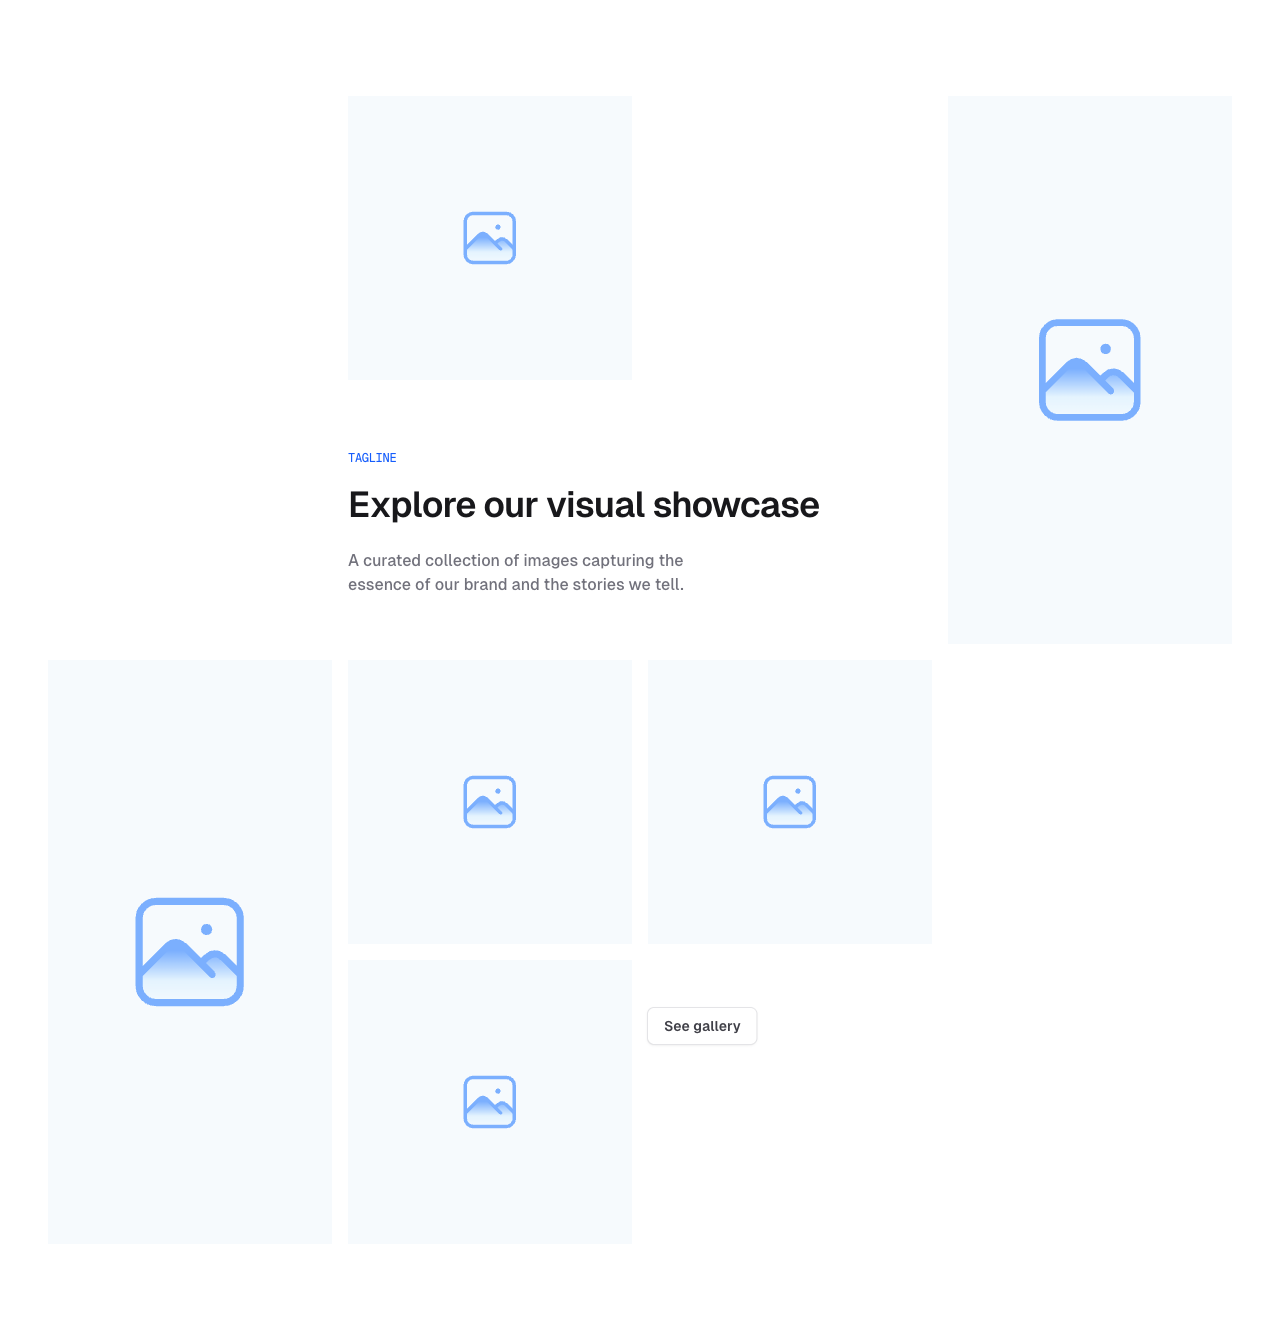 TAGLINE
Explore our visual showcase
A curated collection of images capturing the
essence of our brand and the stories we tell.
See gallery